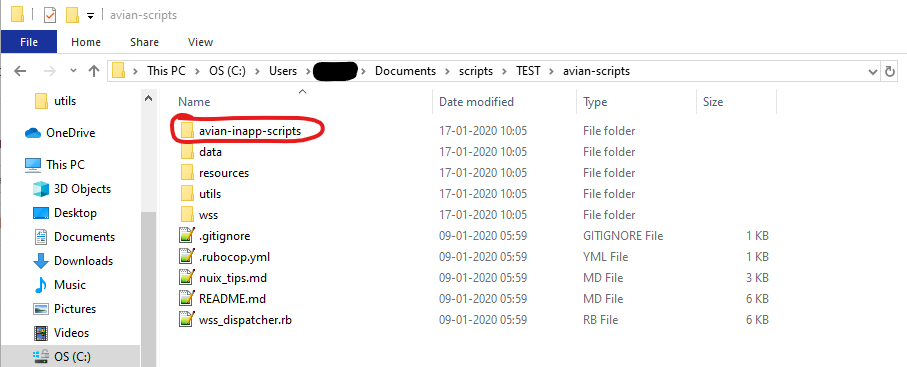 avian-scripts
File Home Share View
This PC OS (C:) Users Documents scripts TEST avian-scripts
utils
OneDrive
This PC
3D Objects
Desktop
Documents
Downloads
Music
Pictures
Videos
OS (C:)
Name Date modified Type Size
avian-inapp-scripts 17-01-2020 10:05 File folder
data 17-01-2020 10:05 File folder
resources 17-01-2020 10:05 File folder
utils 17-01-2020 10:05 File folder
wss 17-01-2020 10:05 File folder
.gitignore 09-01-2020 05:59 GITIGNORE File 1 KB
.rubocop.yml 09-01-2020 05:59 YML File 1 KB
nuix_tips.md 09-01-2020 05:59 MD File 3 KB
README.md 09-01-2020 05:59 MD File 6 KB
wss_dispatcher.rb 09-01-2020 05:59 RB File 6 KB